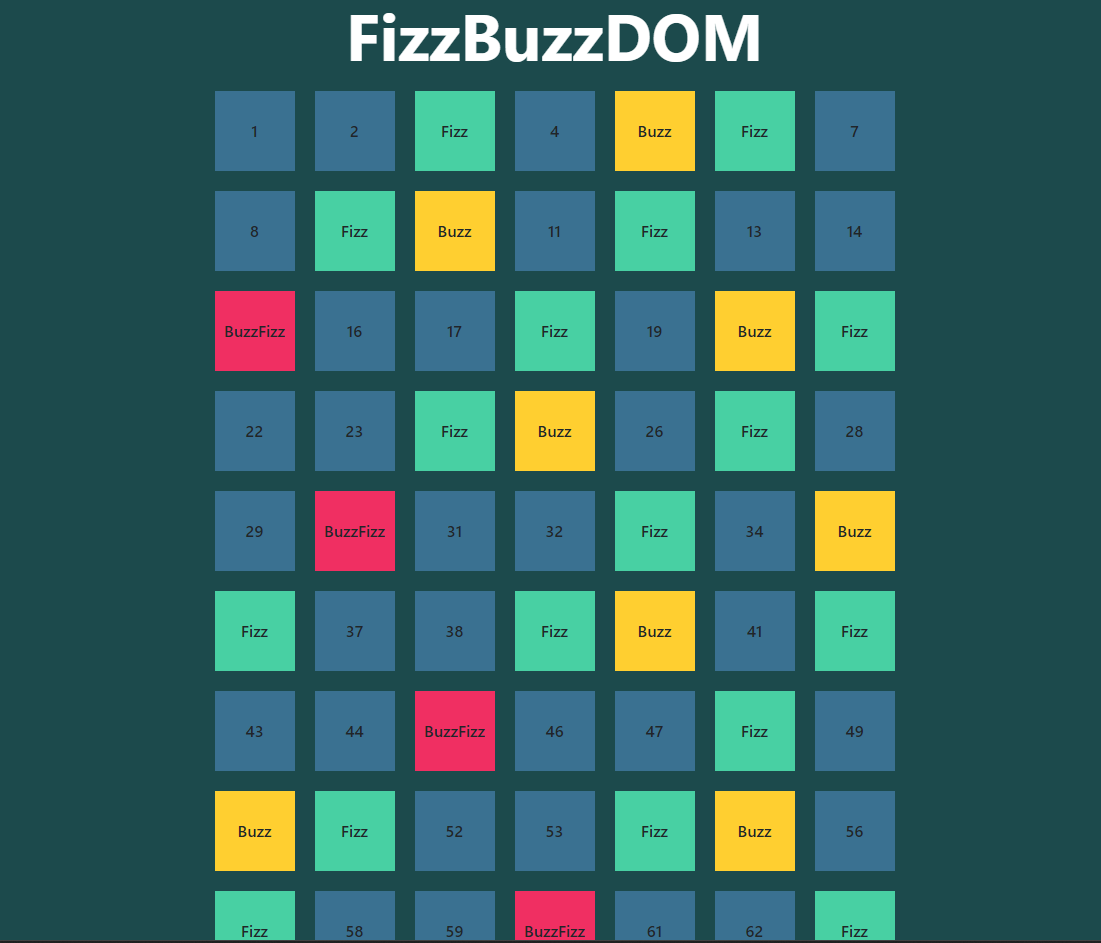 FizzBuzzDOM
1 2 Fizz 4 Buzz Fizz 7
8 Fizz Buzz 11 Fizz 13 14
BuzzFizz 16 17 Fizz 19 Buzz Fizz
22 23 Fizz Buzz 26 Fizz 28
29 BuzzFizz 31 32 Fizz 34 Buzz
Fizz 37 38 Fizz Buzz 41 Fizz
43 44 BuzzFizz 46 47 Fizz 49
Buzz Fizz 52 53 Fizz Buzz 56
Fizz 58 59 BuzzFizz 61 62 Fizz